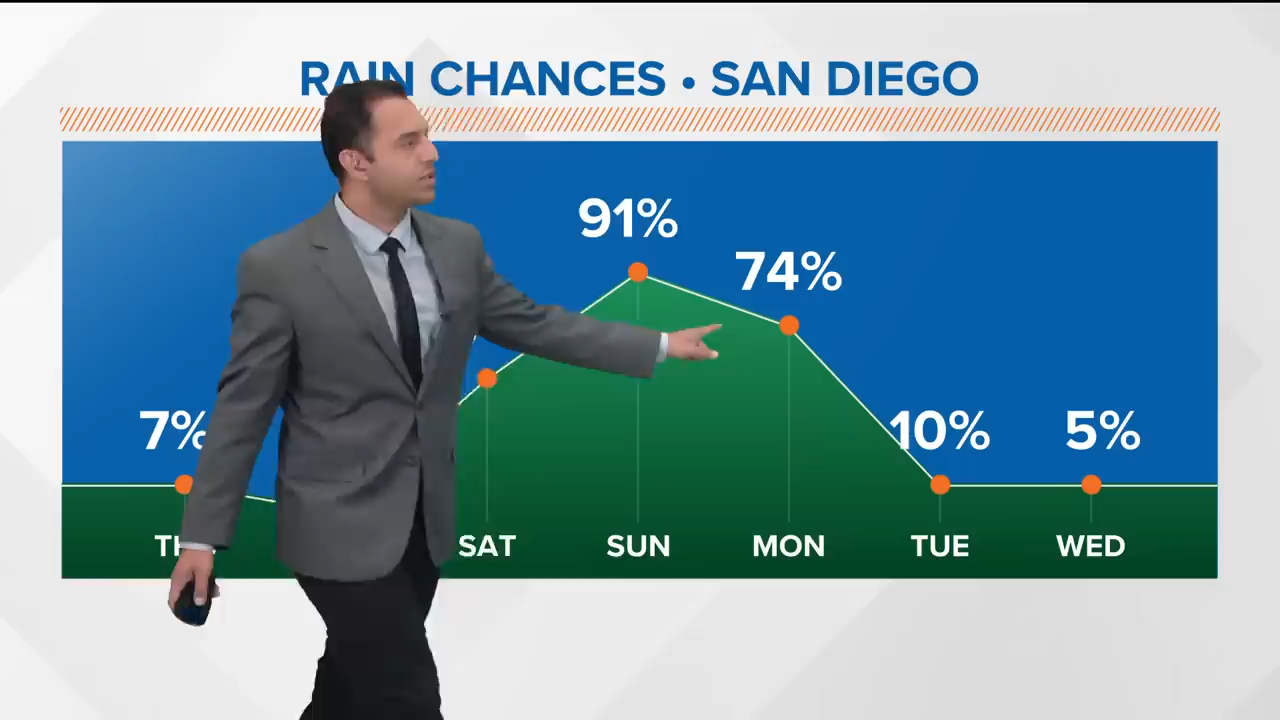 RAIN CHANCES • SAN DIEGO
91%
74%
7%
10%
5%
SAT
SUN
MON
TUE
WED